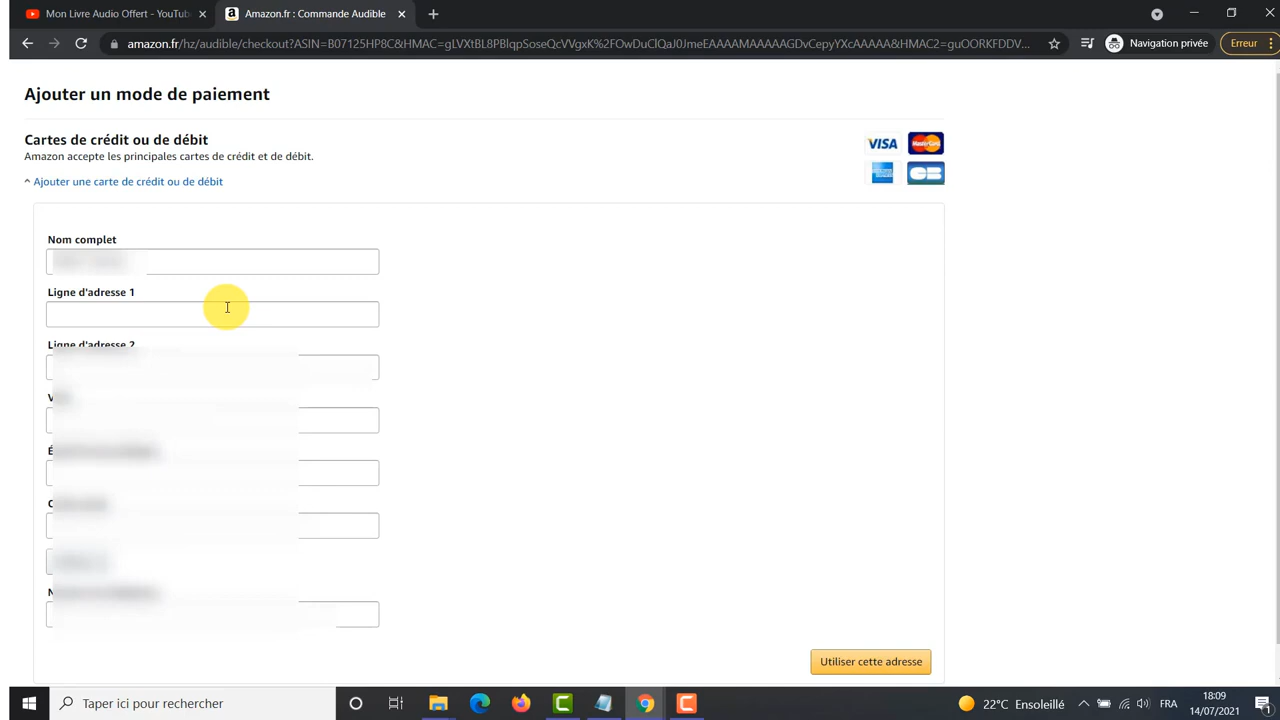 Mon Livre Audio Offert - YouTub
Amazon.fr : Commande Audible
amazon.fr/hz/audible/checkout?ASIN=B07125HP8C&HMAC=gLVXtBL8PBlqpSoseQcVVgxK%2FOwDuClQaJ0JmeEAAAAMAAAAAGDvCepyYXcAAAAA&HMAC2=guOORKFDDV...
Navigation privée
Erreur
Ajouter un mode de paiement
Cartes de crédit ou de débit
Amazon accepte les principales cartes de crédit et de débit.
VISA
MasterCard
CB
Ajouter une carte de crédit ou de débit
Nom complet
Ligne d'adresse 1
Ligne d'adresse 2
Utiliser cette adresse
Taper ici pour rechercher
22°C Ensoleillé
FRA
18:09
14/07/2021
1